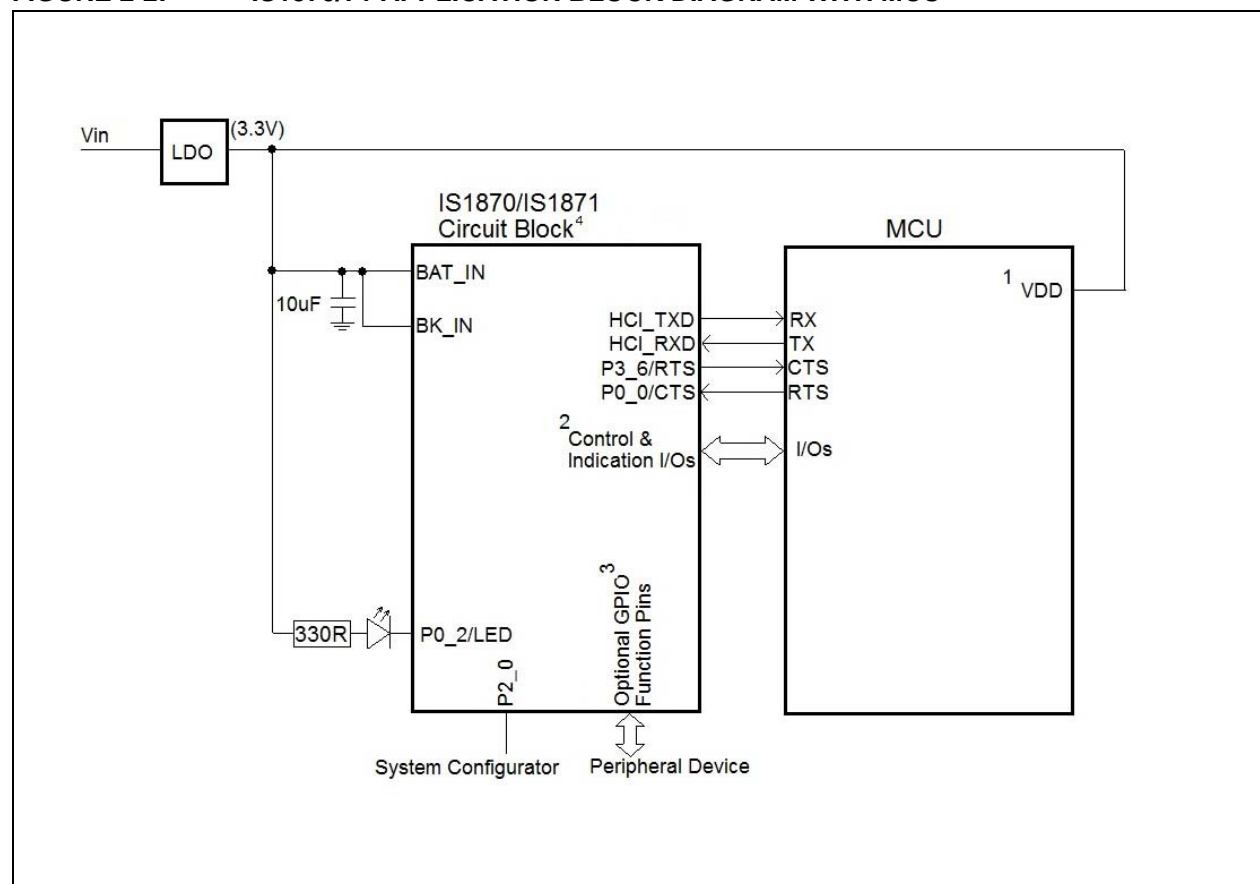 Vin
LDO
(3.3V)
IS1870/IS1871
Circuit Block4
MCU
BAT_IN
1
VDD
10uF
BK_IN
HCI_TXD
RX
HCI_RXD
TX
P3_6/RTS
CTS
P0_0/CTS
RTS
2
Control &
Indication I/Os
I/Os
330R
P0_2/LED
P2_0
Optional GPIO3
Function Pins
System Configurator
Peripheral Device